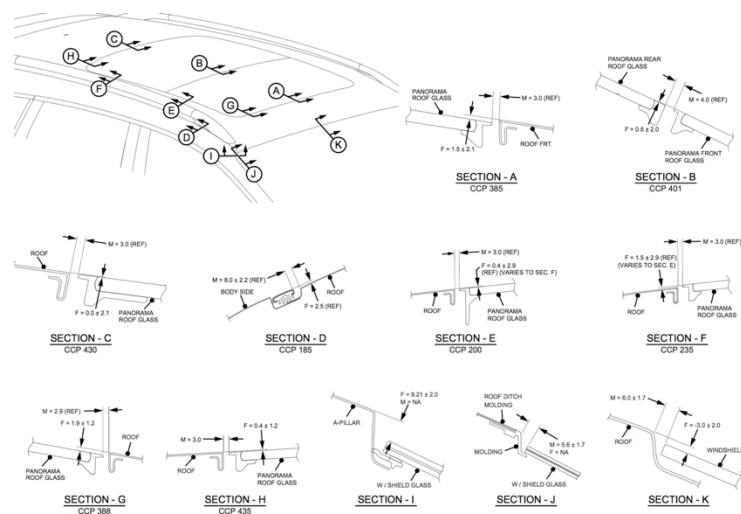 C
H
B
F
A
E
G
D
K
I
J
PANORAMA
ROOF GLASS
M = 3.0 (REF)
F = 1.5 ± 2.1
ROOF FRT
SECTION - A
CCP 385
PANORAMA REAR
ROOF GLASS
M = 4.0 (REF)
F = 0.5 ± 2.0
PANORAMA FRONT
ROOF GLASS
SECTION - B
CCP 401
M = 3.0 (REF)
ROOF
F = 0.0 ± 2.1
PANORAMA
ROOF GLASS
SECTION - C
CCP 430
M = 8.0 ± 2.2 (REF)
BODY SIDE
ROOF
F = 2.5 (REF)
SECTION - D
CCP 185
M = 3.0 (REF)
F = 0.4 ± 2.9
(REF) (VARIES TO SEC. F)
ROOF
PANORAMA
ROOF GLASS
SECTION - E
CCP 200
M = 3.0 (REF)
F = 1.5 ± 2.9 (REF)
(VARIES TO SEC. E)
ROOF
PANORAMA
ROOF GLASS
SECTION - F
CCP 235
M = 2.9 (REF)
F = 1.9 ± 1.2
ROOF
PANORAMA
ROOF GLASS
SECTION - G
CCP 388
M = 3.0
F = 0.4 ± 1.2
ROOF
PANORAMA
ROOF GLASS
SECTION - H
CCP 435
F = 9.21 ± 2.0
M = NA
A-PILLAR
W / SHIELD GLASS
SECTION - I
ROOF DITCH
MOLDING
MOLDING
M = 5.6 ± 1.7
F = NA
W / SHIELD GLASS
SECTION - J
M = 6.0 ± 1.7
F = -3.0 ± 2.0
ROOF
WINDSHIE
SECTION - K